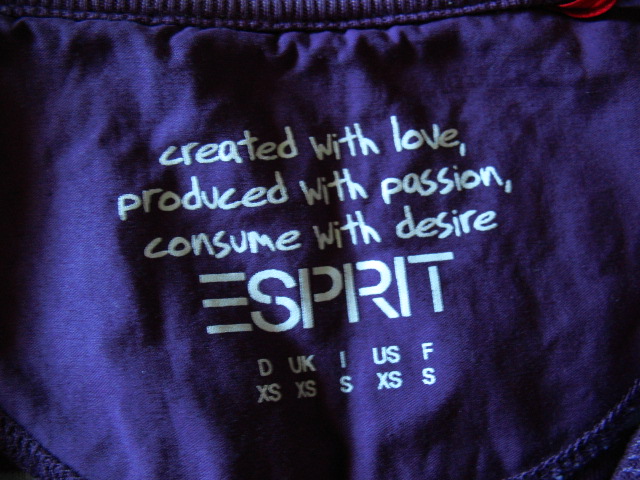 created with love,
produced with passion,
consume with desire
ESPRIT
D UK I US F
XS XS S XS S